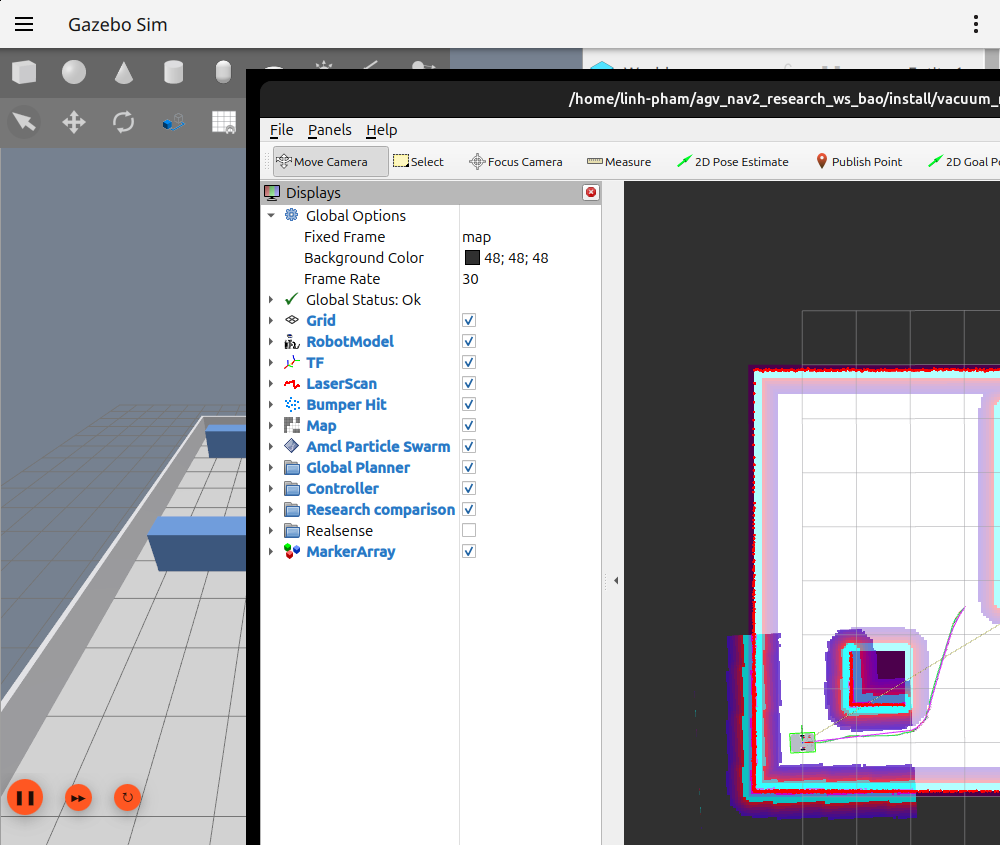 Gazebo Sim
/home/linh-pham/agv_nav2_research_ws_bao/install/vacuum_
File Panels Help
Move Camera Select Focus Camera Measure 2D Pose Estimate Publish Point 2D Goal Po
Displays
Global Options
Fixed Frame map
Background Color 48; 48; 48
Frame Rate 30
Global Status: Ok
Grid
RobotModel
TF
LaserScan
Bumper Hit
Map
Amcl Particle Swarm
Global Planner
Controller
Research comparison
Realsense
MarkerArray